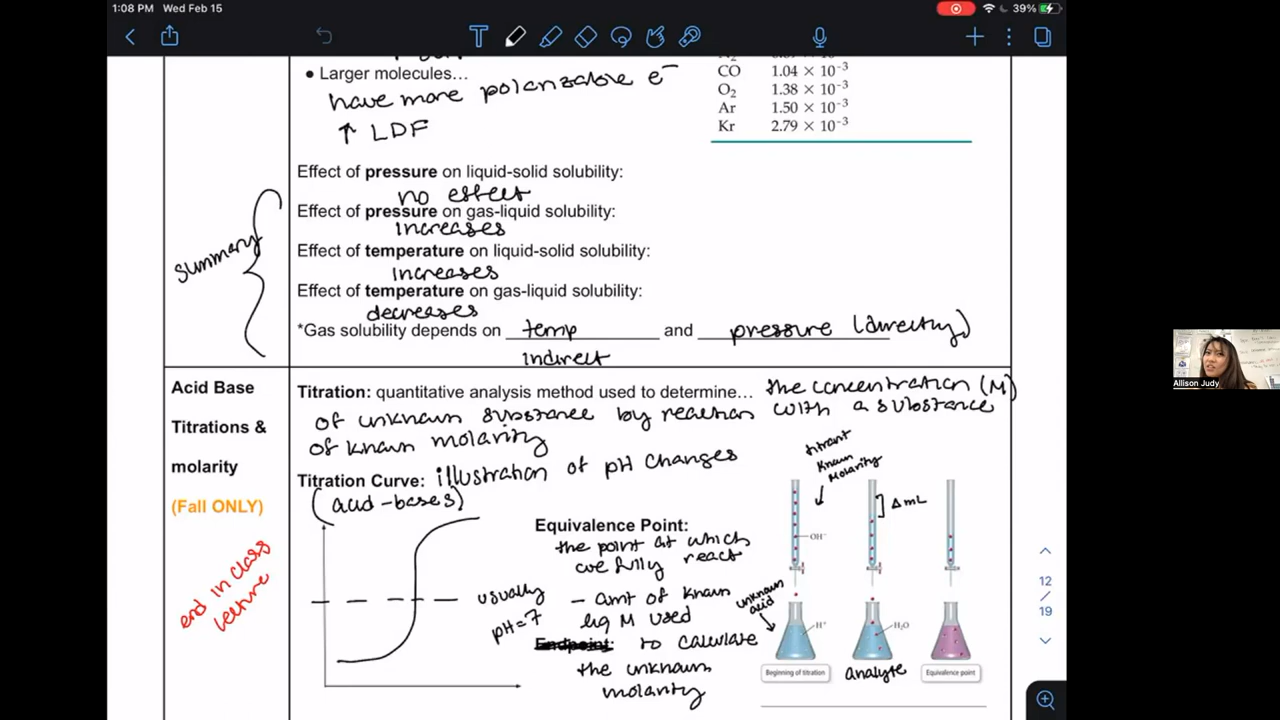 1:08 PM Wed Feb 15
39%
• Larger molecules...
have more polarizable e⁻
↑ LDF
CO 1.04 × 10⁻³
O₂ 1.38 × 10⁻³
Ar 1.50 × 10⁻³
Kr 2.79 × 10⁻³
summary
Effect of pressure on liquid-solid solubility:
no effect
Effect of pressure on gas-liquid solubility:
increases
Effect of temperature on liquid-solid solubility:
increases
Effect of temperature on gas-liquid solubility:
decreases
*Gas solubility depends on temp and pressure (directly)
indirect
Acid Base
Titrations &
molarity
(Fall ONLY)
end in class
lecture
Titration: quantitative analysis method used to determine... the concentration (M)
of unknown substance by reaction with a substance
of known molarity
Titration Curve: illustration of pH changes
(acid-bases)
usually
pH=7
Equivalence Point:
the point at which
we fully react
- amt of known
liq M used
Endpoint: to calculate
the unknown
molarity
titrant
known
molarity
Δ mL
OH⁻
unknown
acid
H⁺
H₂O
Beginning of titration
analyte
Equivalence point
12
/
19
Allison Judy